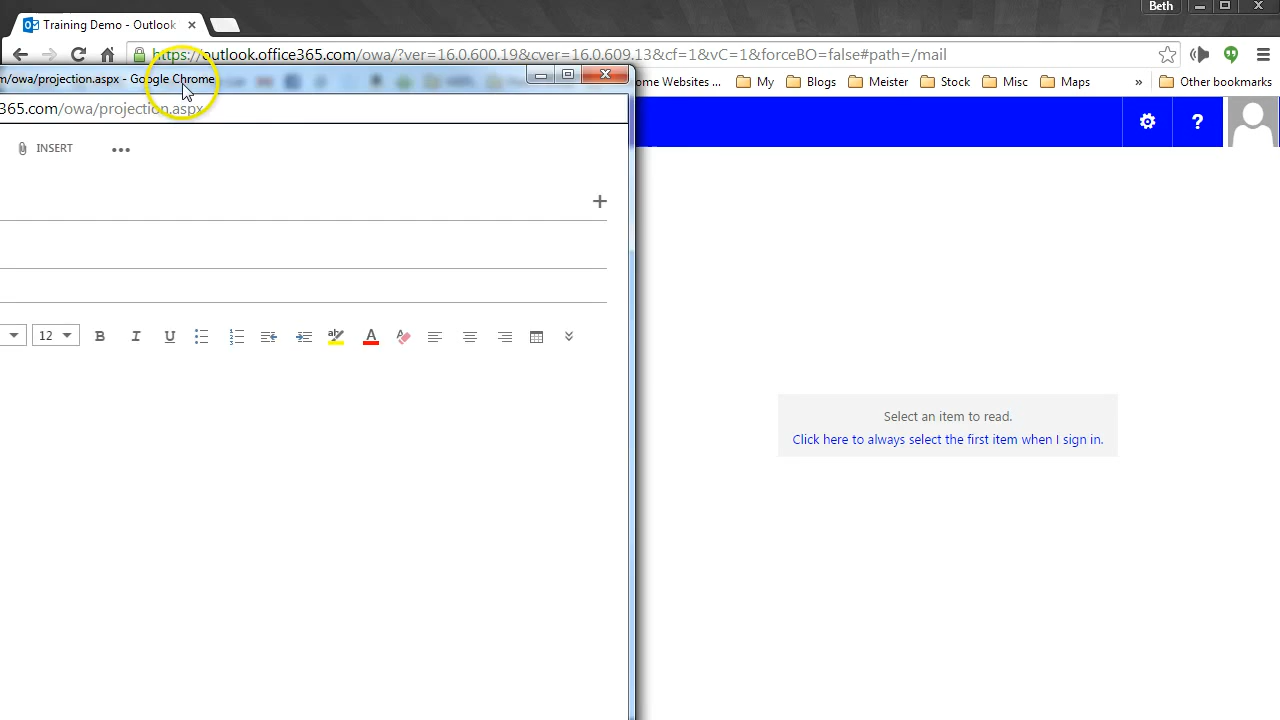 Beth
Training Demo - Outlook
https://outlook.office365.com/owa/?ver=16.0.600.19&cver=16.0.609.13&cf=1&vC=1&forceBO=false#path=/mail
m/owa/projection.aspx - Google Chrome
ome Websites ...
My
Blogs
Meister
Stock
Misc
Maps
»
Other bookmarks
365.com/owa/projection.aspx
INSERT
?
12
B I U
ab
A
Select an item to read.
Click here to always select the first item when I sign in.